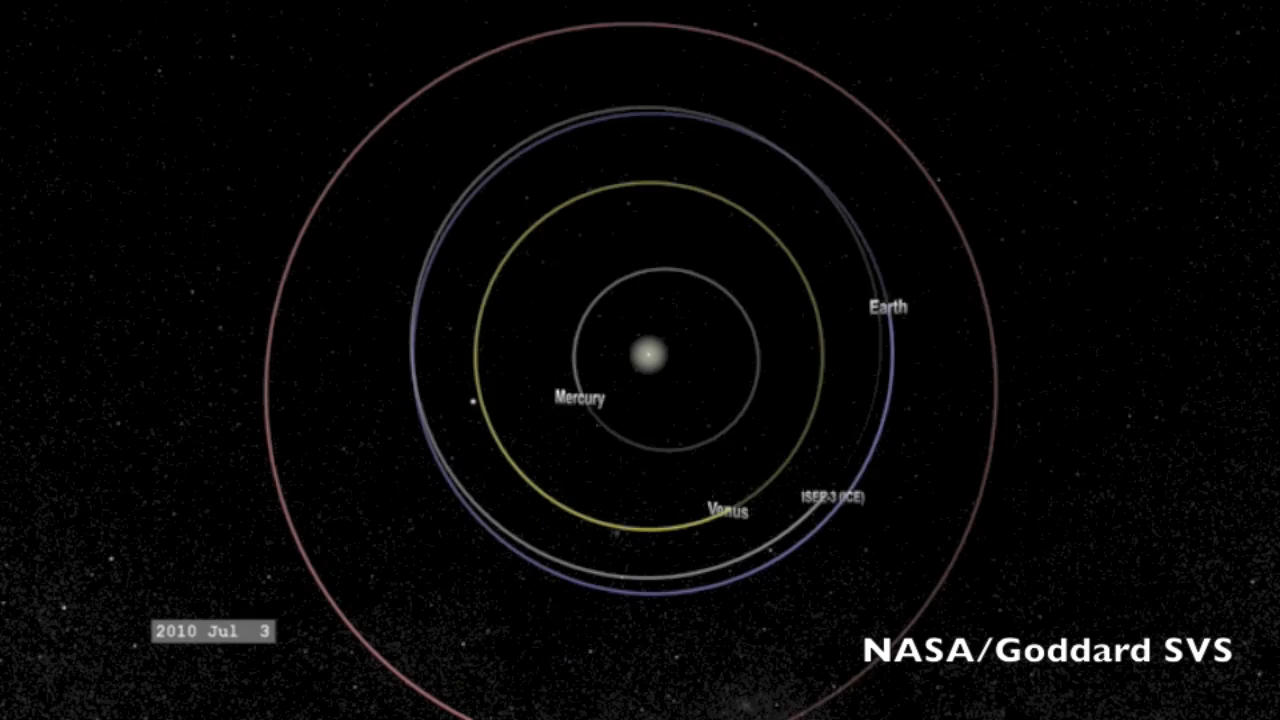 Earth
Mercury
ISEE-3 (ICE)
Venus
2010 Jul  3
NASA/Goddard SVS